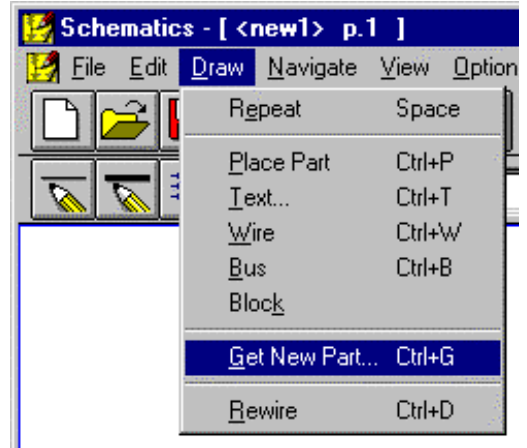 Schematics - [ <new1> p.1 ]
File Edit Draw Navigate View Option
Repeat Space
Place Part Ctrl+P
Text... Ctrl+T
Wire Ctrl+W
Bus Ctrl+B
Block
Get New Part... Ctrl+G
Rewire Ctrl+D